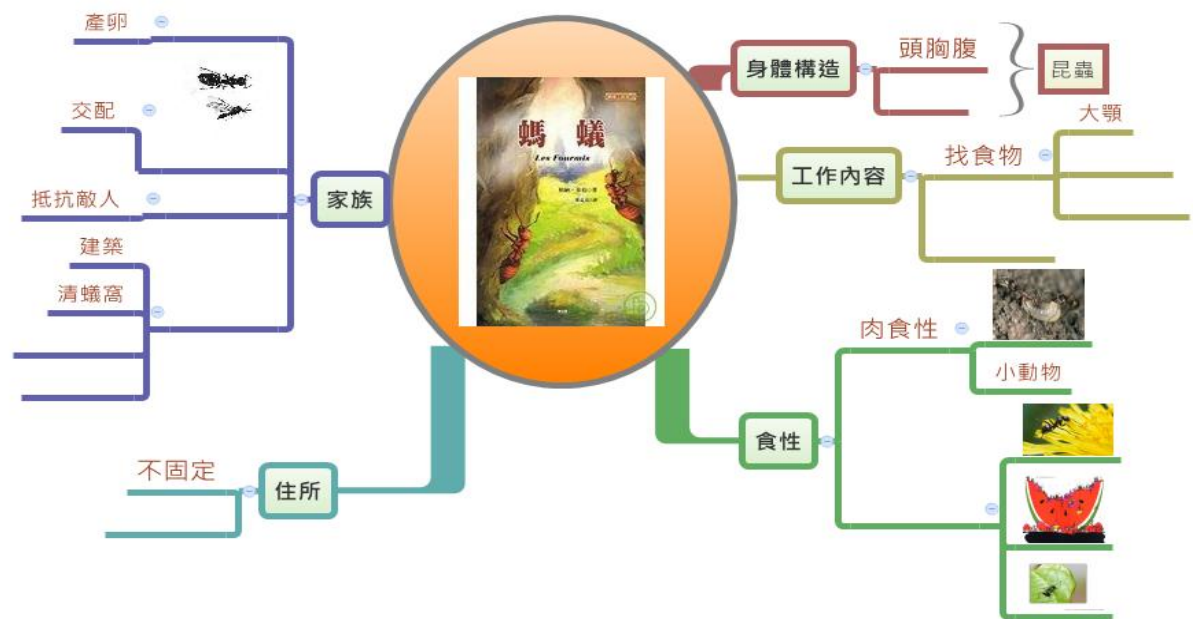 產卵
交配
抵抗敵人
建築
清蟻窩
家族
不固定
住所
螞 蟻
Les Fourmis
身體構造
頭胸腹
昆蟲
工作內容
找食物
大顎
食性
肉食性
小動物